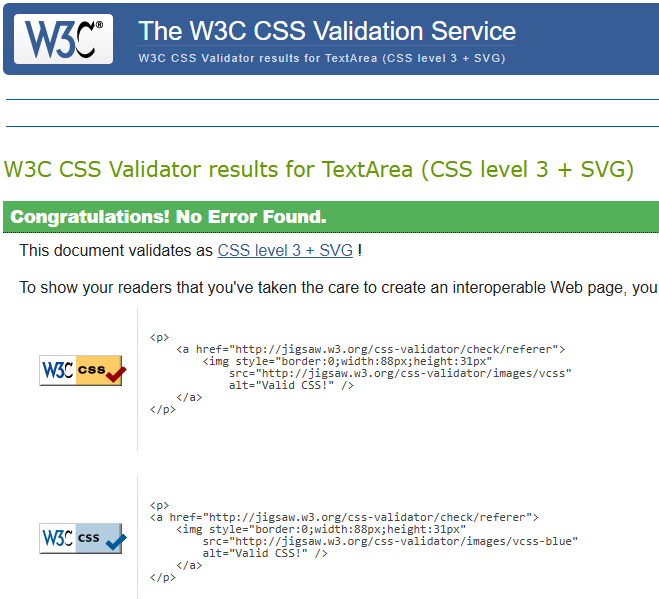 W3C®
The W3C CSS Validation Service
W3C CSS Validator results for TextArea (CSS level 3 + SVG)
W3C CSS Validator results for TextArea (CSS level 3 + SVG)
Congratulations! No Error Found.
This document validates as CSS level 3 + SVG !
To show your readers that you've taken the care to create an interoperable Web page, you
W3C css
<p>
<a href="http://jigsaw.w3.org/css-validator/check/referer">
<img style="border:0;width:88px;height:31px"
src="http://jigsaw.w3.org/css-validator/images/vcss"
alt="Valid CSS!" />
</a>
</p>
W3C css
<p>
<a href="http://jigsaw.w3.org/css-validator/check/referer">
<img style="border:0;width:88px;height:31px"
src="http://jigsaw.w3.org/css-validator/images/vcss-blue"
alt="Valid CSS!" />
</a>
</p>